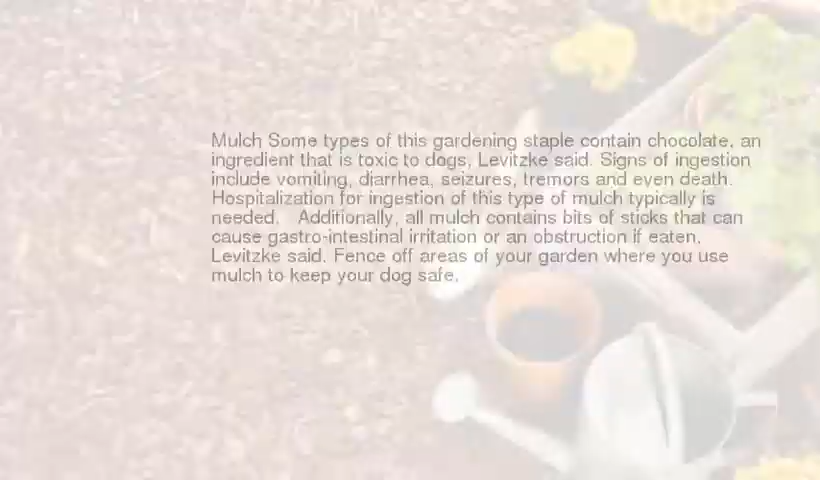 Mulch Some types of this gardening staple contain chocolate, an
ingredient that is toxic to dogs, Levitzke said. Signs of ingestion
include vomiting, diarrhea, seizures, tremors and even death.
Hospitalization for ingestion of this type of mulch typically is
needed.   Additionally, all mulch contains bits of sticks that can
cause gastro-intestinal irritation or an obstruction if eaten,
Levitzke said. Fence off areas of your garden where you use
mulch to keep your dog safe.